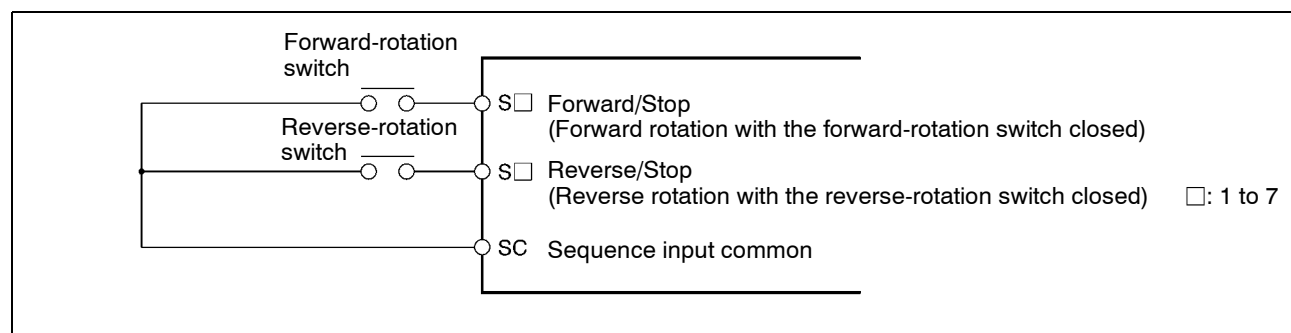 Forward-rotation
switch
S□ Forward/Stop
(Forward rotation with the forward-rotation switch closed)
Reverse-rotation
switch
S□ Reverse/Stop
(Reverse rotation with the reverse-rotation switch closed) □: 1 to 7
SC Sequence input common